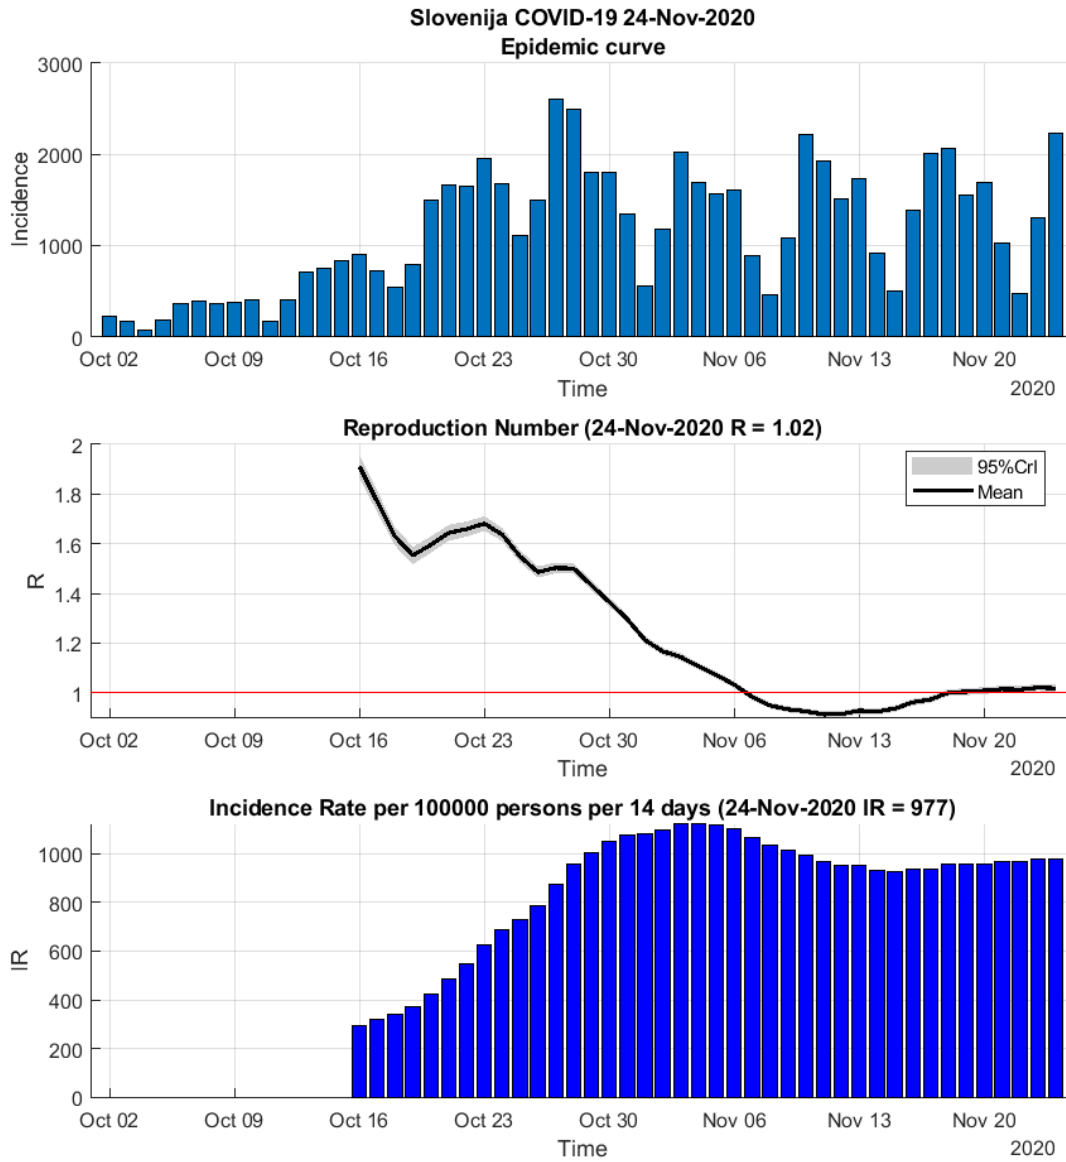 Slovenija COVID-19 24-Nov-2020
Epidemic curve
3000
2000
1000
0
Incidence
Oct 02 Oct 09 Oct 16 Oct 23 Oct 30 Nov 06 Nov 13 Nov 20
Time
2020
Reproduction Number (24-Nov-2020 R = 1.02)
2
1.8
1.6
1.4
1.2
1
R
95%CrI
Mean
Oct 02 Oct 09 Oct 16 Oct 23 Oct 30 Nov 06 Nov 13 Nov 20
Time
2020
Incidence Rate per 100000 persons per 14 days (24-Nov-2020 IR = 977)
1000
800
600
400
200
0
IR
Oct 02 Oct 09 Oct 16 Oct 23 Oct 30 Nov 06 Nov 13 Nov 20
Time
2020